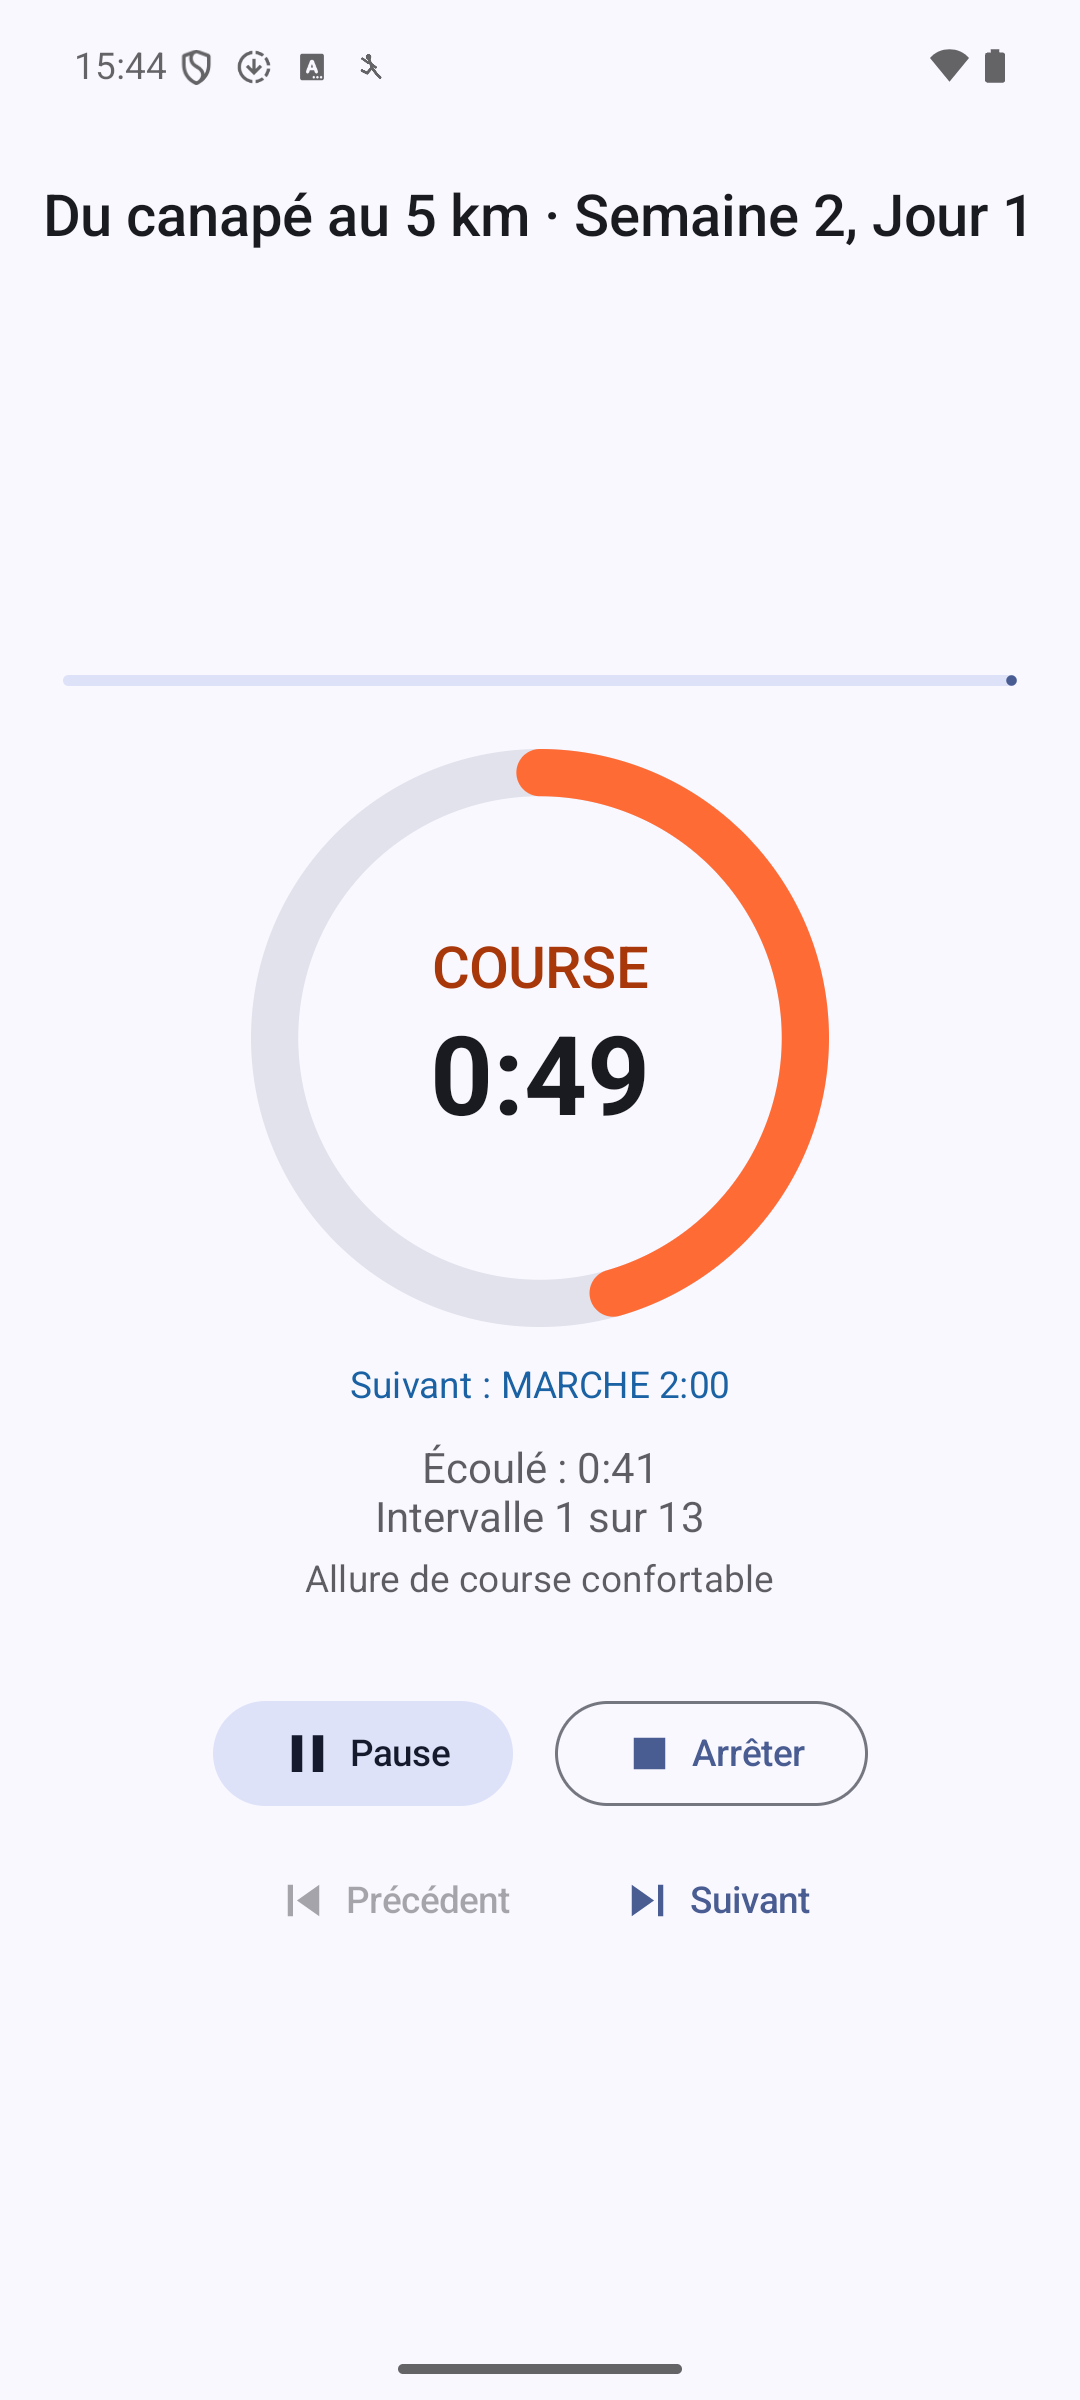 15:44
Du canapé au 5 km · Semaine 2, Jour 1
COURSE
0:49
Suivant : MARCHE 2:00
Écoulé : 0:41
Intervalle 1 sur 13
Allure de course confortable
Pause
Arrêter
Précédent
Suivant